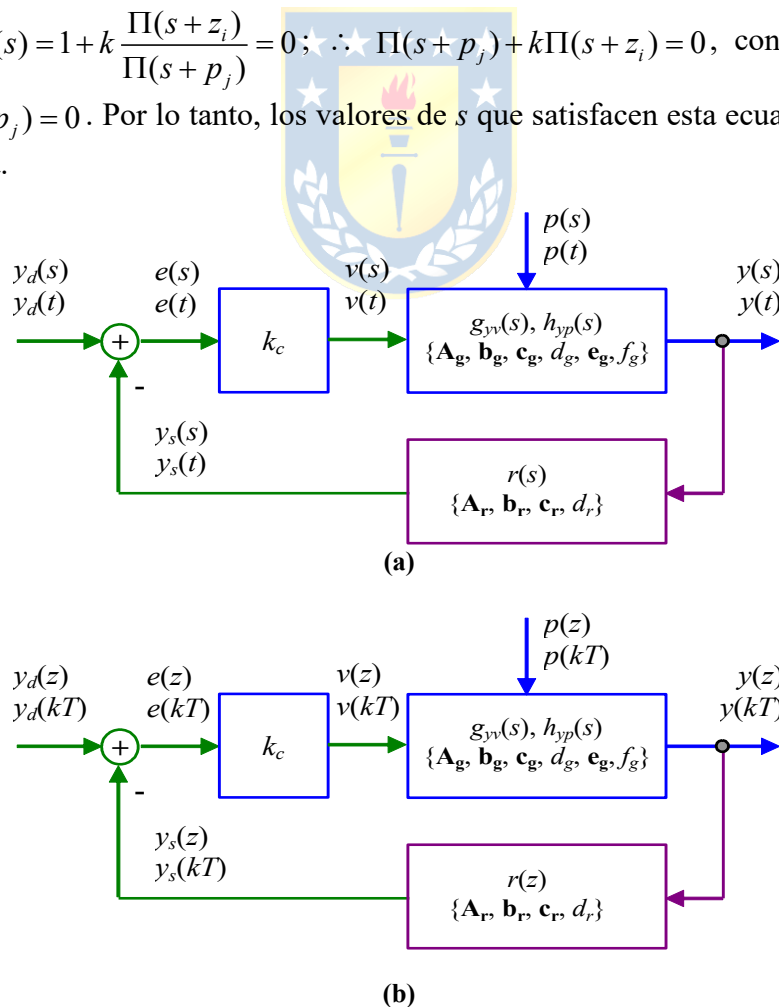 (s) = 1 + k Π(s + z_i) / Π(s + p_j) = 0 ; ∴ Π(s + p_j) + kΠ(s + z_i) = 0 , con
p_j) = 0 . Por lo tanto, los valores de s que satisfacen esta ecua
y_d(s)
y_d(t)
+
-
e(s)
e(t)
k_c
v(s)
v(t)
p(s)
p(t)
g_yv(s), h_yp(s)
{A_g, b_g, c_g, d_g, e_g, f_g}
y(s)
y(t)
y_s(s)
y_s(t)
r(s)
{A_r, b_r, c_r, d_r}
(a)
y_d(z)
y_d(kT)
+
-
e(z)
e(kT)
k_c
v(z)
v(kT)
p(z)
p(kT)
g_yv(s), h_yp(s)
{A_g, b_g, c_g, d_g, e_g, f_g}
y(z)
y(kT)
y_s(z)
y_s(kT)
r(z)
{A_r, b_r, c_r, d_r}
(b)